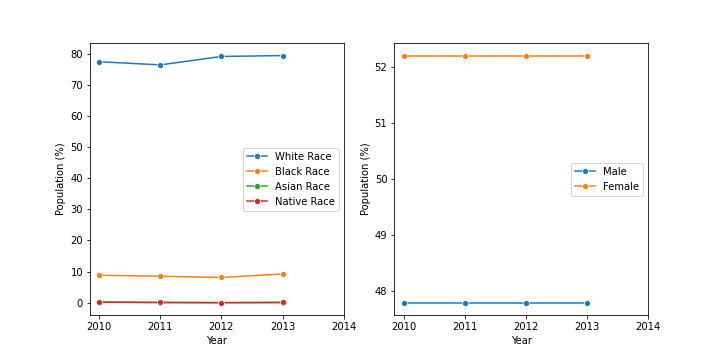 80
70
60
50
40
30
20
10
0
Population (%)
2010 2011 2012 2013 2014
Year
White Race
Black Race
Asian Race
Native Race
52
51
50
49
48
Population (%)
2010 2011 2012 2013 2014
Year
Male
Female